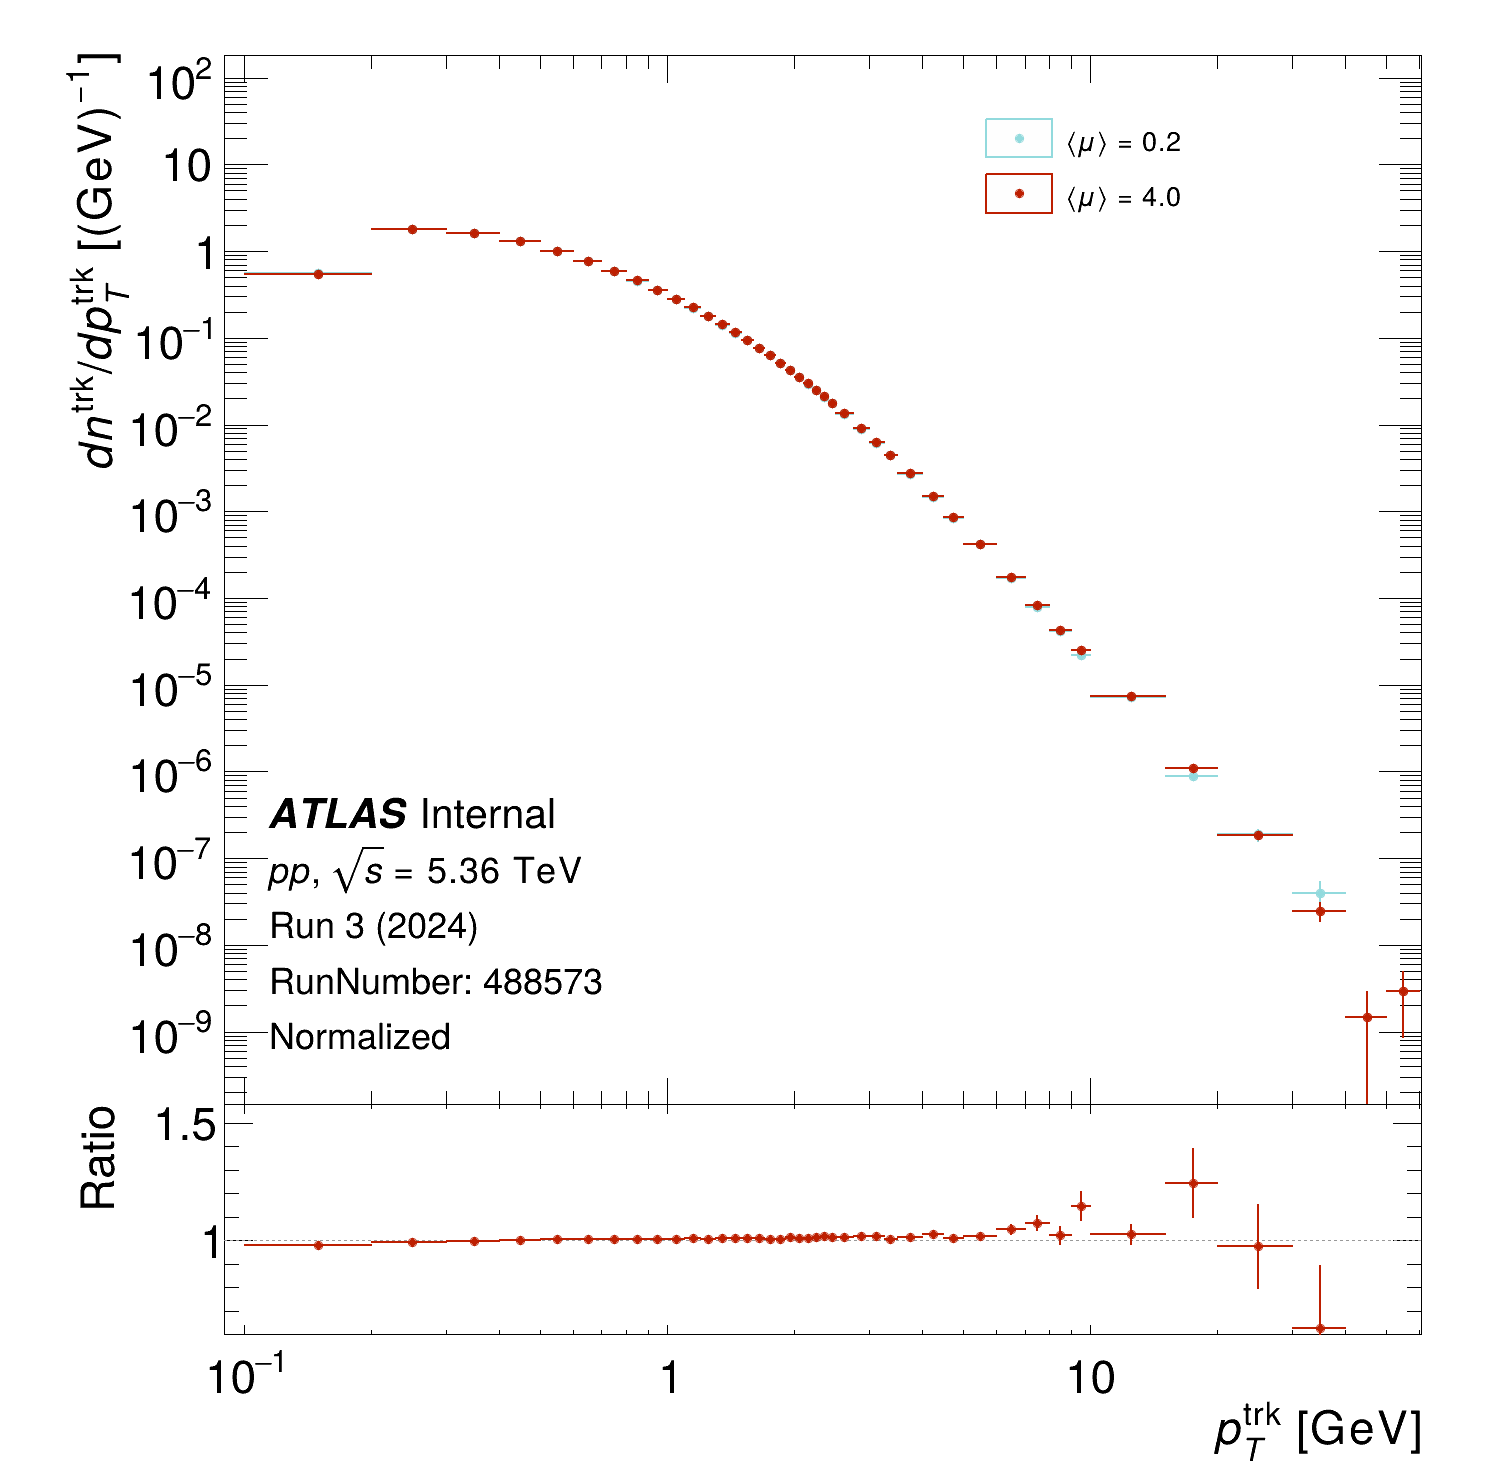 dn^trk/dp_T^trk [(GeV)^−1]
10^2
10
1
10^−1
10^−2
10^−3
10^−4
10^−5
10^−6
10^−7
10^−8
10^−9
⟨μ⟩ = 0.2
⟨μ⟩ = 4.0
ATLAS Internal
pp, √s = 5.36 TeV
Run 3 (2024)
RunNumber: 488573
Normalized
Ratio
1.5
1
10^−1
1
10
p_T^trk [GeV]